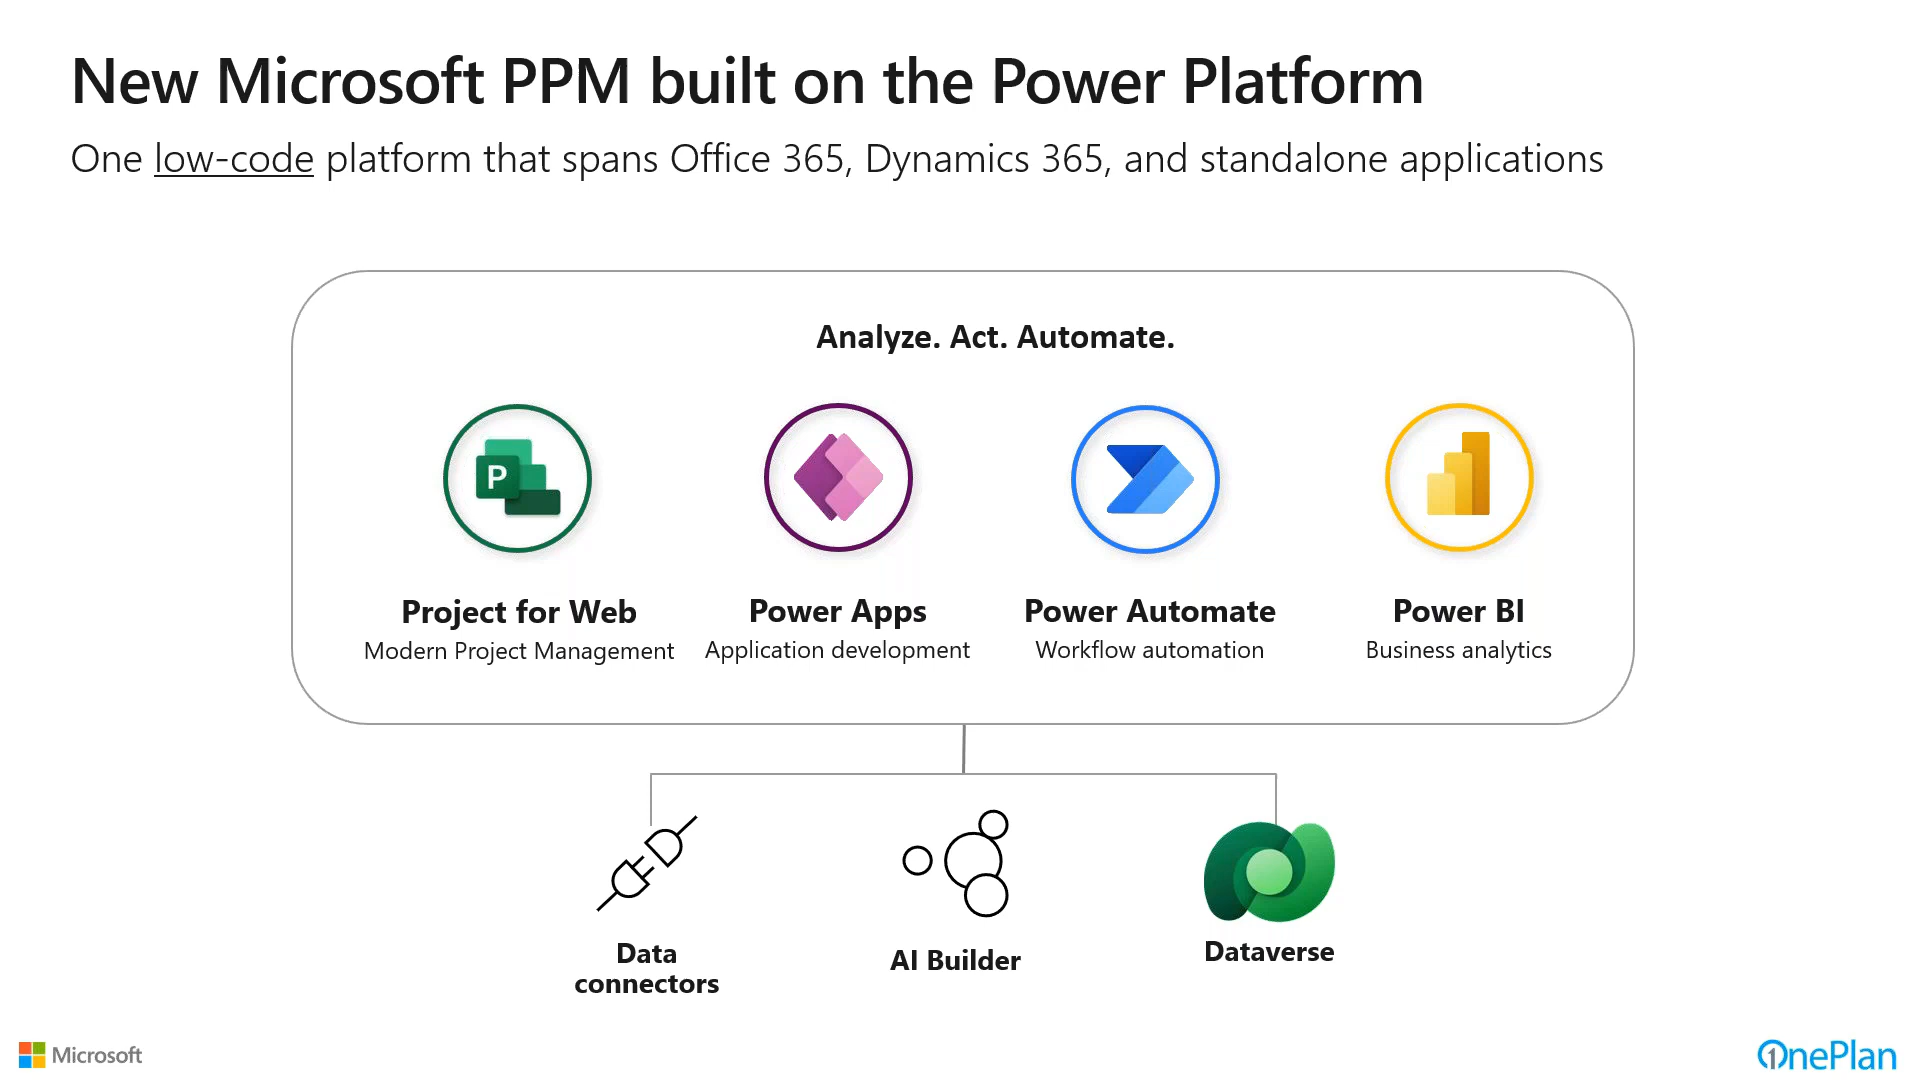 New Microsoft PPM built on the Power Platform
One low-code platform that spans Office 365, Dynamics 365, and standalone applications
Analyze. Act. Automate.
P
Project for Web
Modern Project Management
Power Apps
Application development
Power Automate
Workflow automation
Power BI
Business analytics
Data
connectors
AI Builder
Dataverse
Microsoft
OnePlan